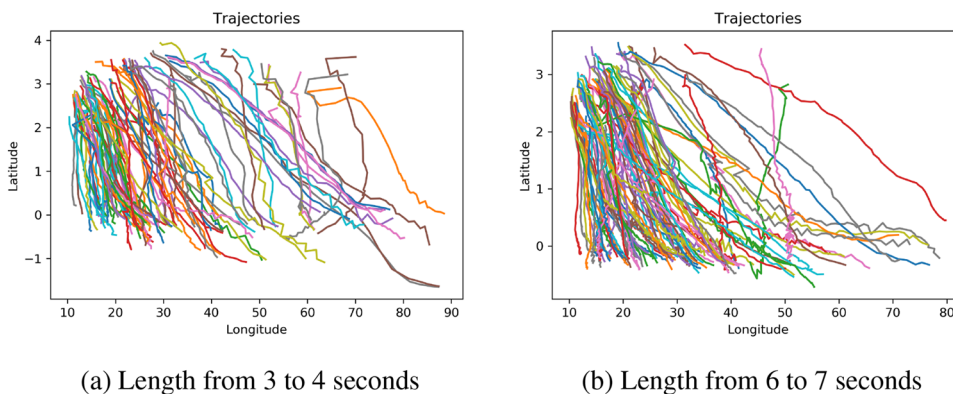 Trajectories
4
3
2
1
0
−1
Latitude
10 20 30 40 50 60 70 80 90
Longitude
(a) Length from 3 to 4 seconds
Trajectories
3
2
1
0
Latitude
10 20 30 40 50 60 70 80
Longitude
(b) Length from 6 to 7 seconds